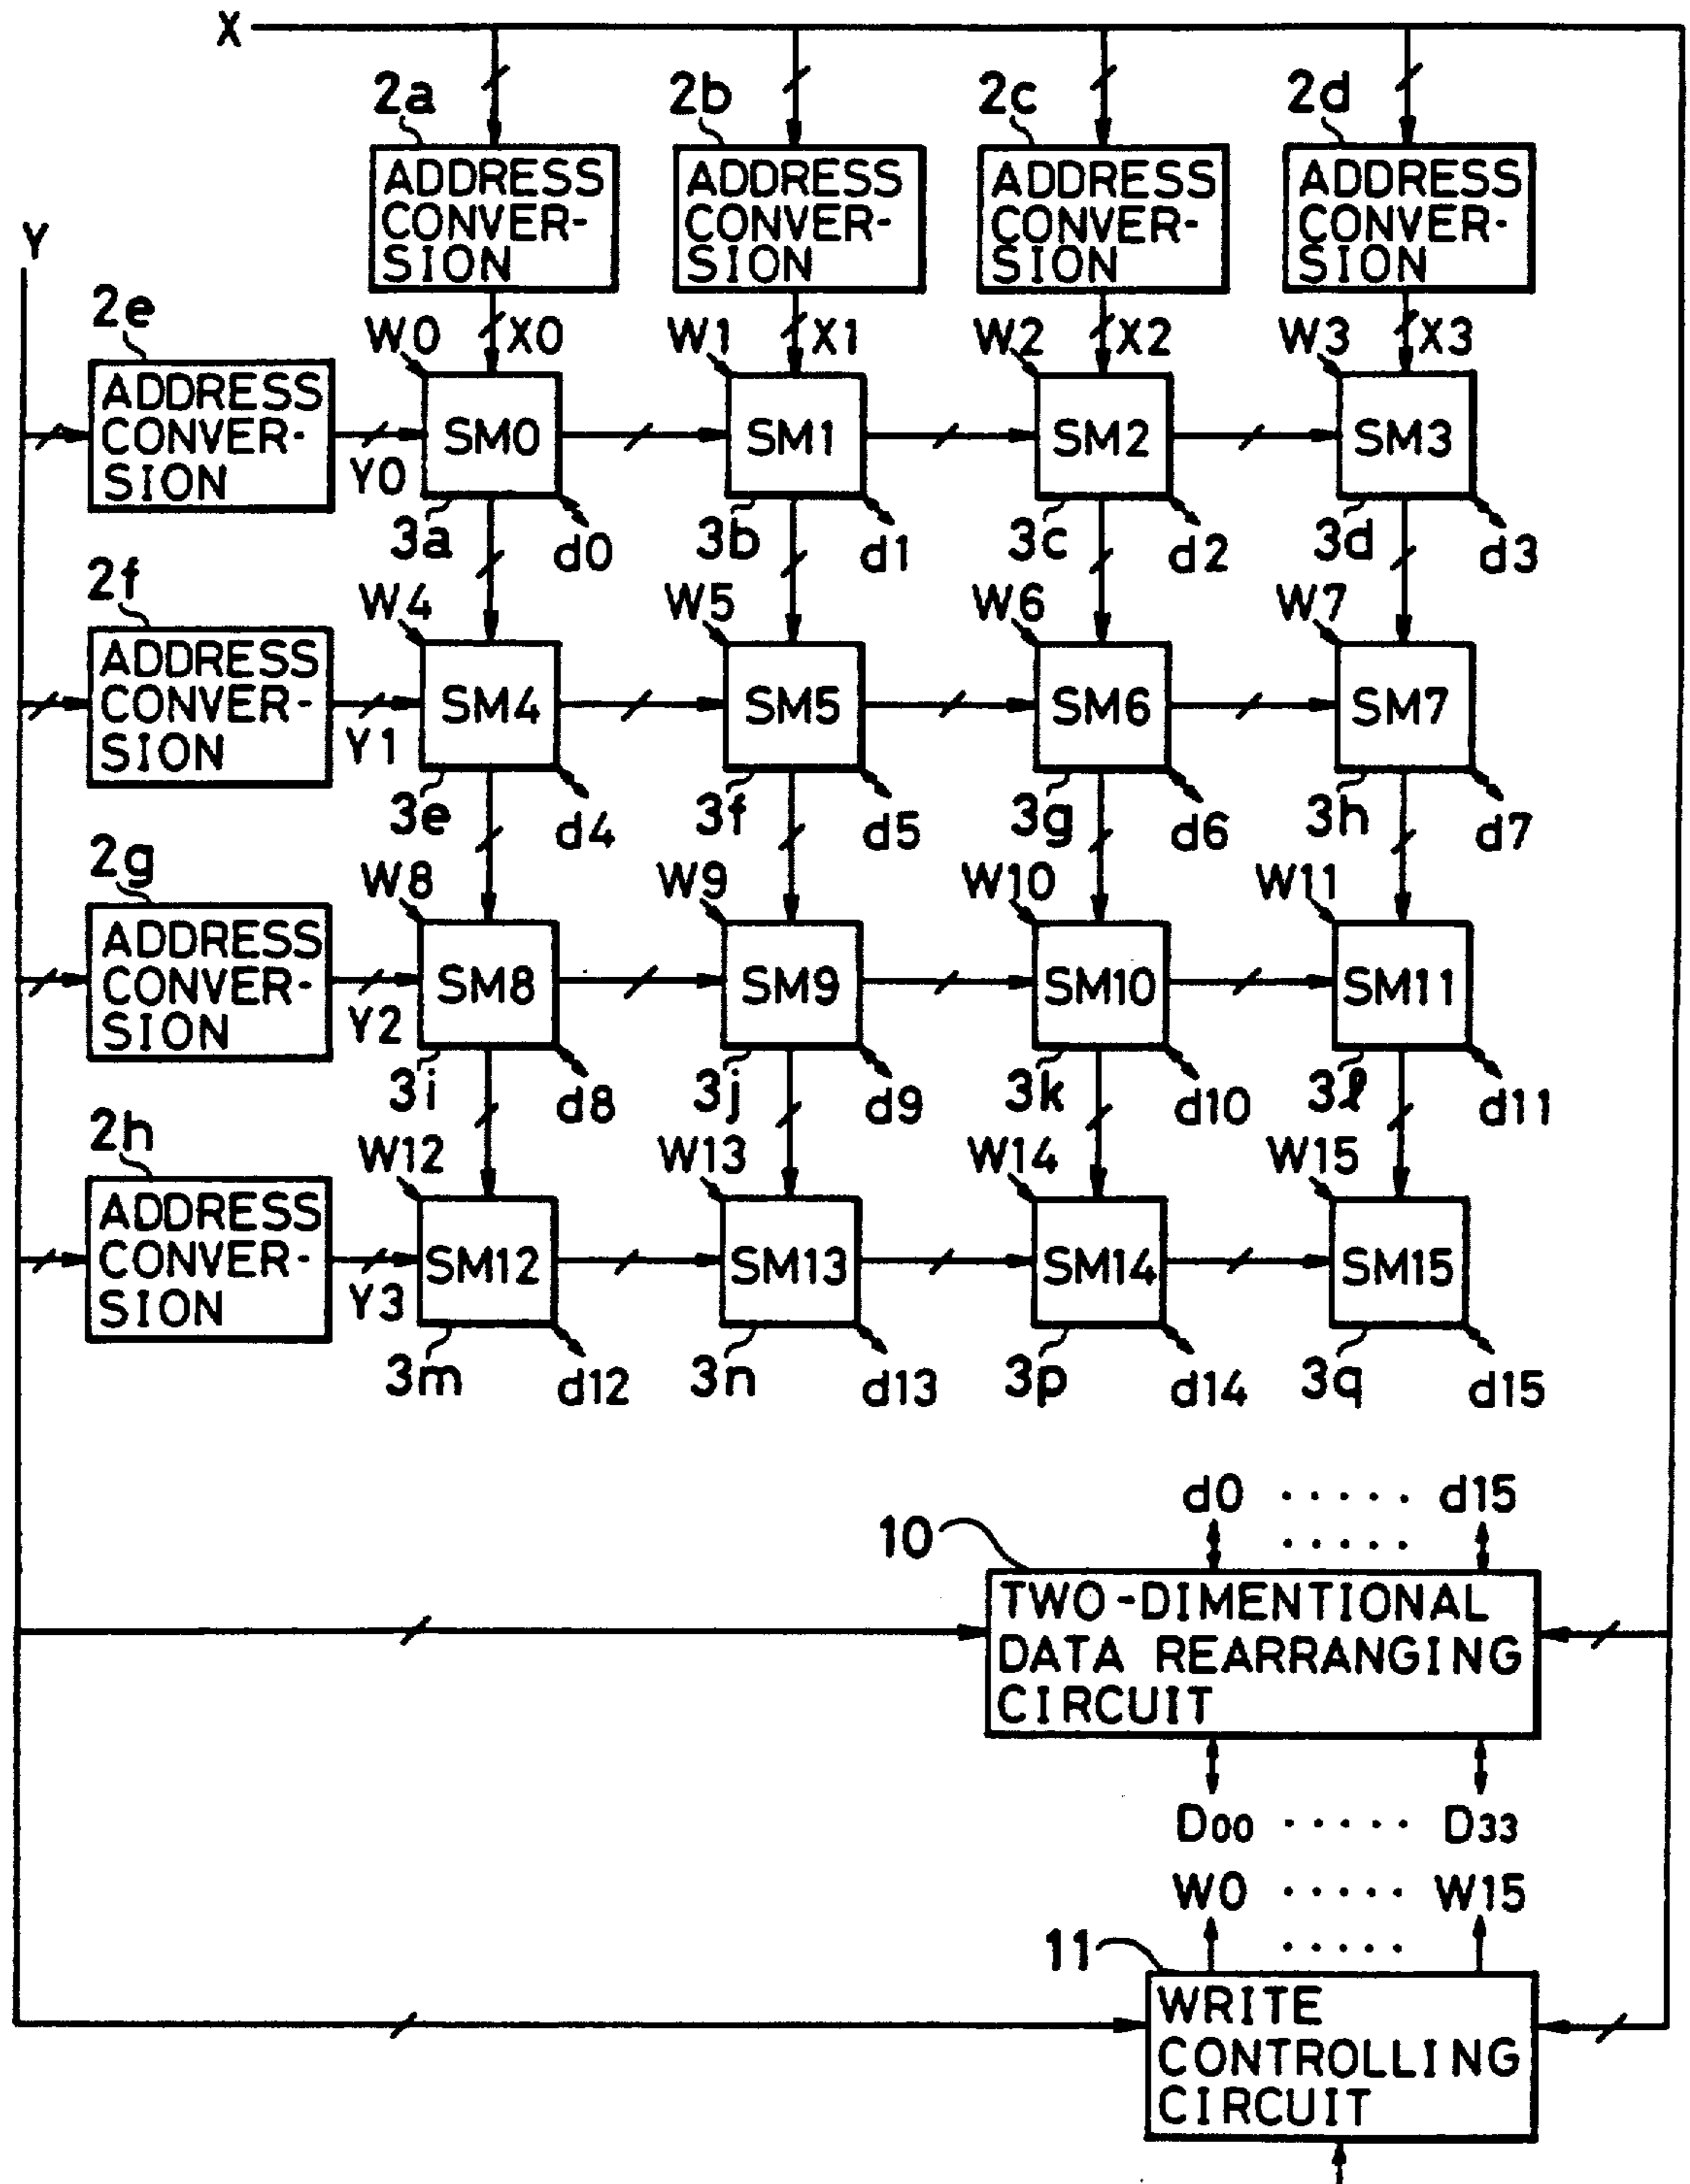 X
2a 2b 2c 2d
ADDRESS CONVER- SION
ADDRESS CONVER- SION
ADDRESS CONVER- SION
ADDRESS CONVER- SION
Y
2e
W0 X0 W1 X1 W2 X2 W3 X3
ADDRESS CONVER- SION
Y0
SM0 SM1 SM2 SM3
3a d0 3b d1 3c d2 3d d3
2f
W4 W5 W6 W7
ADDRESS CONVER- SION
Y1
SM4 SM5 SM6 SM7
3e d4 3f d5 3g d6 3h d7
2g
W8 W9 W10 W11
ADDRESS CONVER- SION
Y2
SM8 SM9 SM10 SM11
3i d8 3j d9 3k d10 3ℓ d11
2h
W12 W13 W14 W15
ADDRESS CONVER- SION
Y3
SM12 SM13 SM14 SM15
3m d12 3n d13 3p d14 3q d15
d0 ..... d15
.....
10
TWO-DIMENTIONAL
DATA REARRANGING
CIRCUIT
D00 ..... D33
W0 ..... W15
.....
11
WRITE
CONTROLLING
CIRCUIT